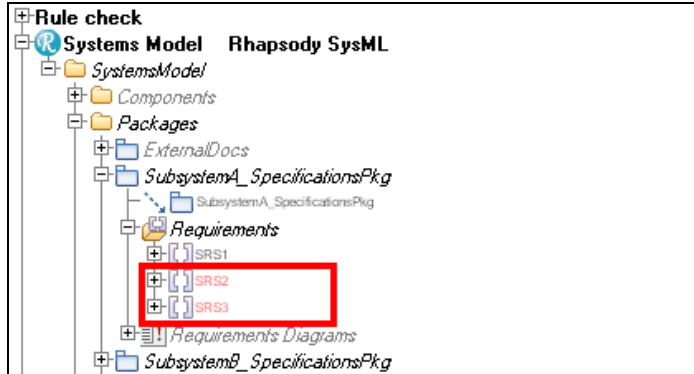 Rule check
Systems Model Rhapsody SysML
SystemsModel
Components
Packages
ExternalDocs
SubsystemA_SpecificationsPkg
SubsystemA_SpecificationsPkg
Requirements
SRS1
SRS2
SRS3
Requirements Diagrams
SubsystemB_SpecificationsPkg